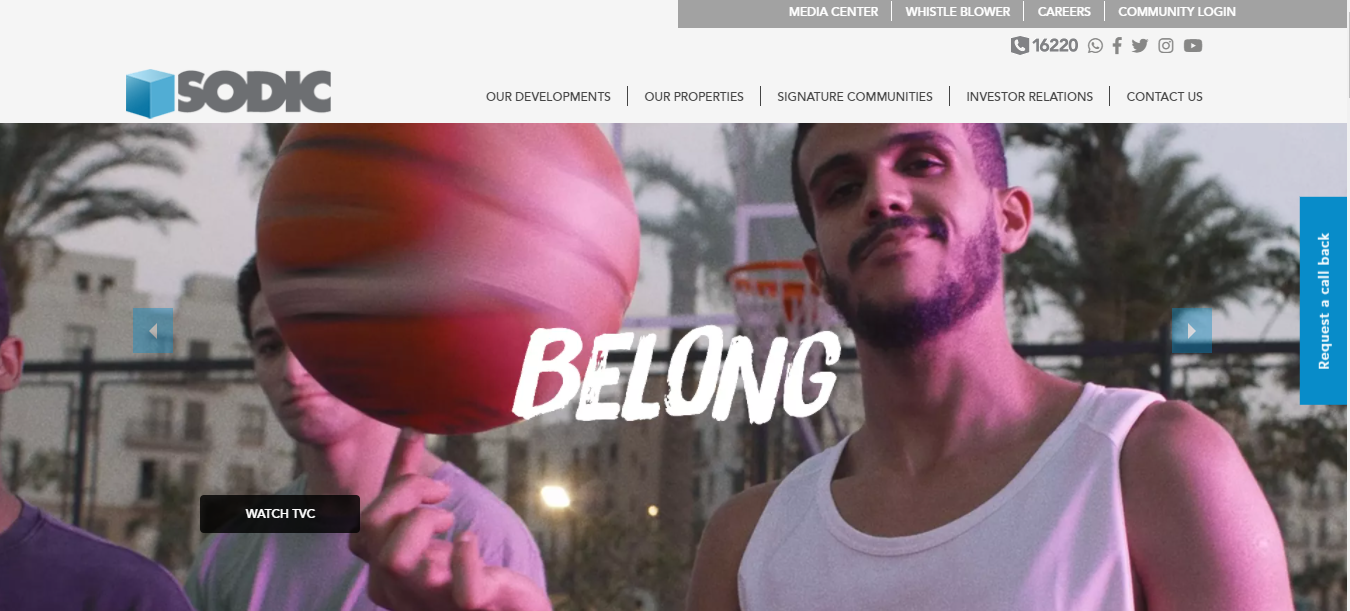 MEDIA CENTER WHISTLE BLOWER CAREERS COMMUNITY LOGIN
16220
SODIC
OUR DEVELOPMENTS OUR PROPERTIES SIGNATURE COMMUNITIES INVESTOR RELATIONS CONTACT US
Request a call back
BELONG
WATCH TVC